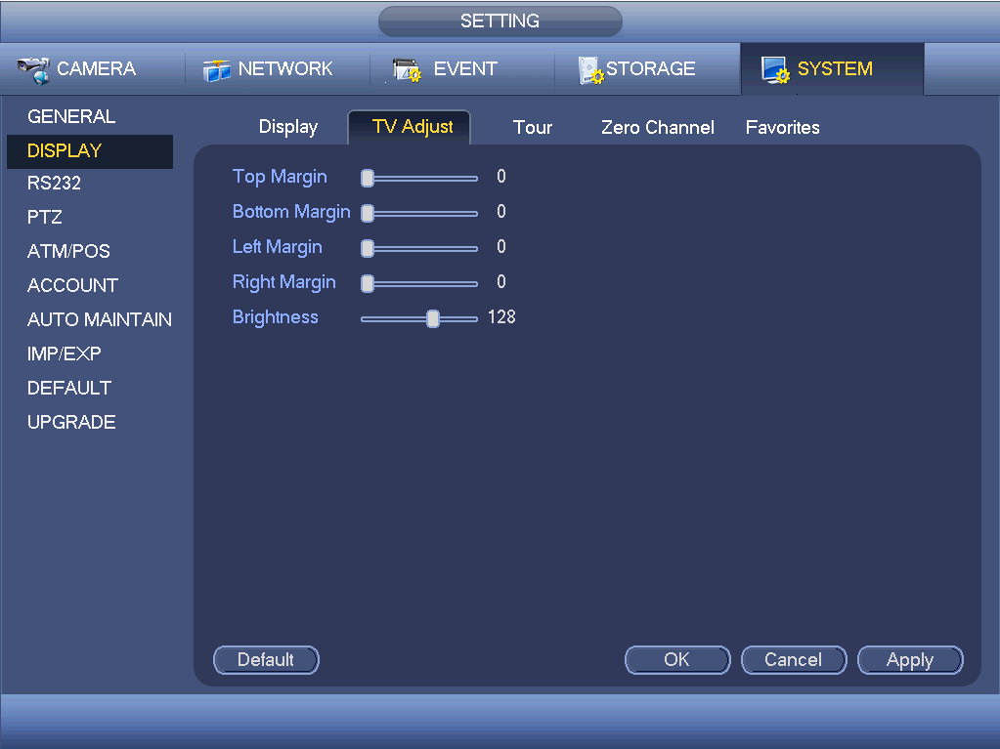 SETTING
CAMERA NETWORK EVENT STORAGE SYSTEM
GENERAL
DISPLAY
RS232
PTZ
ATM/POS
ACCOUNT
AUTO MAINTAIN
IMP/EXP
DEFAULT
UPGRADE
Display TV Adjust Tour Zero Channel Favorites
Top Margin 0
Bottom Margin 0
Left Margin 0
Right Margin 0
Brightness 128
Default OK Cancel Apply